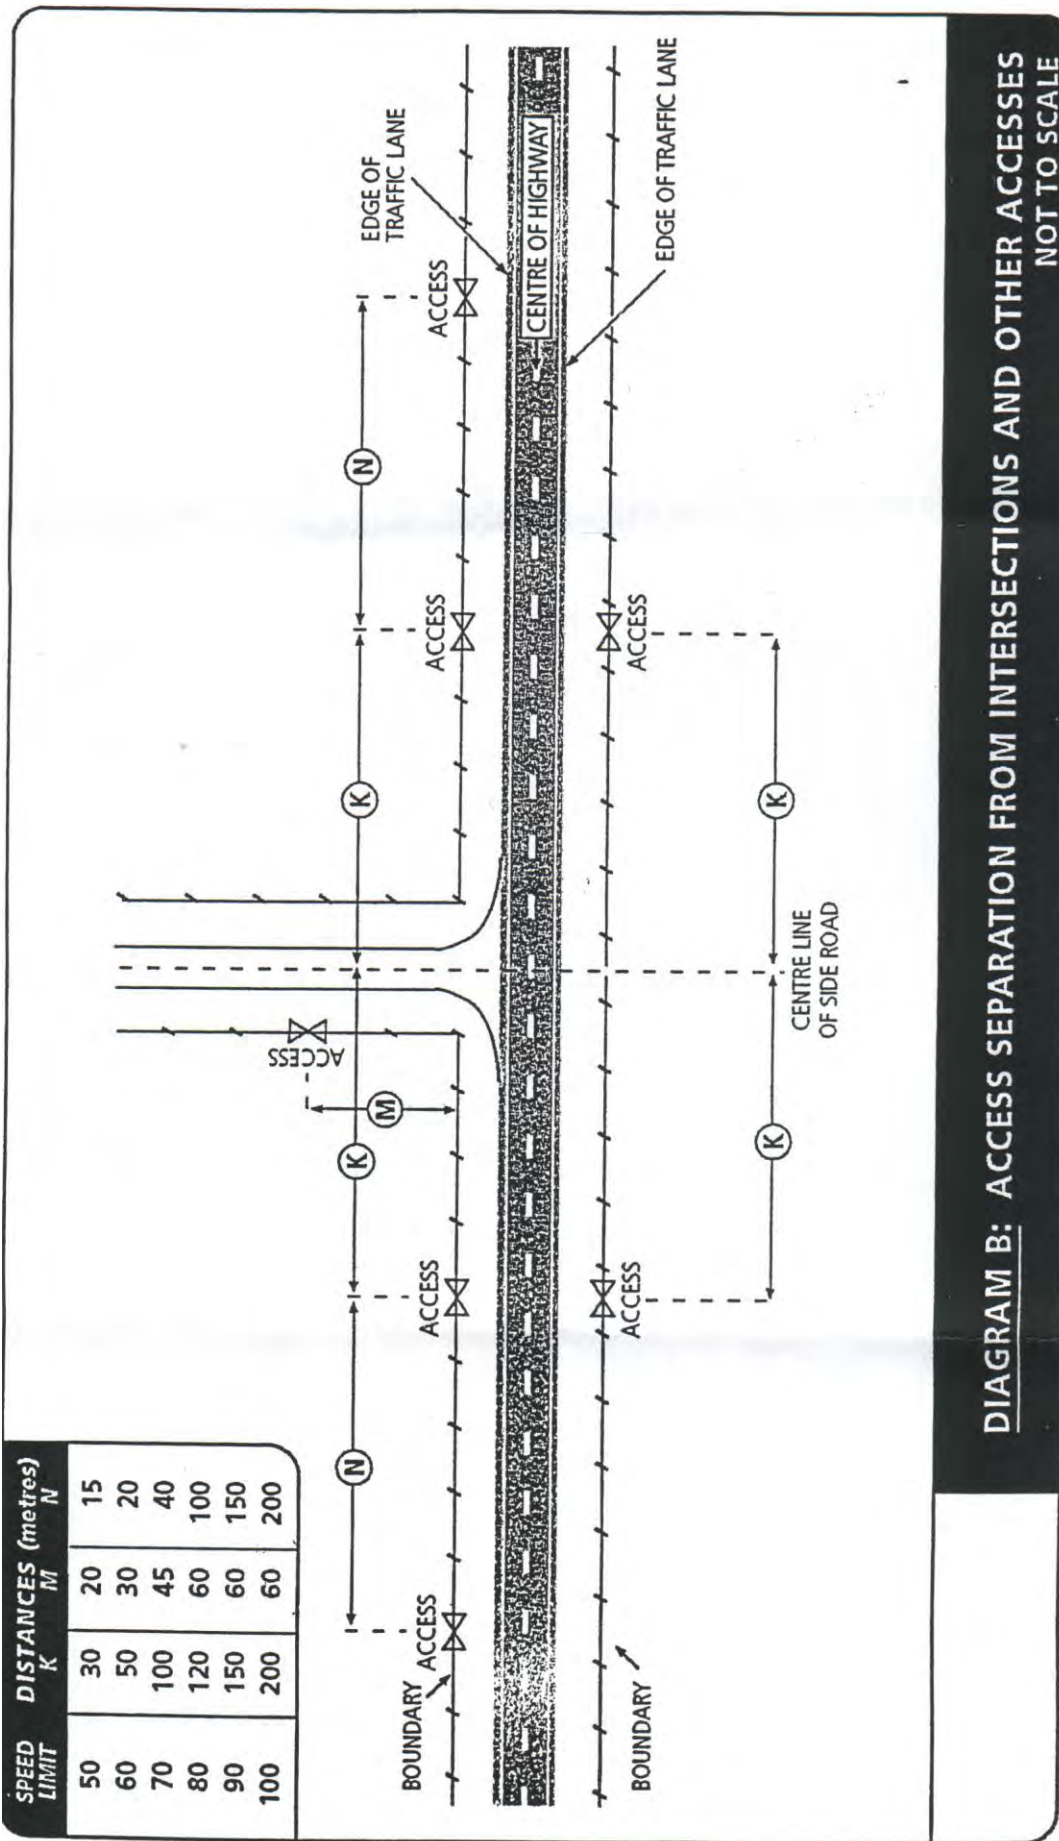 SPEED LIMIT DISTANCES (metres)
K M N
50 30 20 15
60 50 30 20
70 100 45 40
80 120 60 100
90 150 60 150
100 200 60 200
N
K
K
N
M
ACCESS
ACCESS
ACCESS
ACCESS
ACCESS
EDGE OF
TRAFFIC LANE
BOUNDARY
CENTRE OF HIGHWAY
EDGE OF TRAFFIC LANE
BOUNDARY
ACCESS
ACCESS
K
K
CENTRE LINE
OF SIDE ROAD
DIAGRAM B: ACCESS SEPARATION FROM INTERSECTIONS AND OTHER ACCESSES
NOT TO SCALE